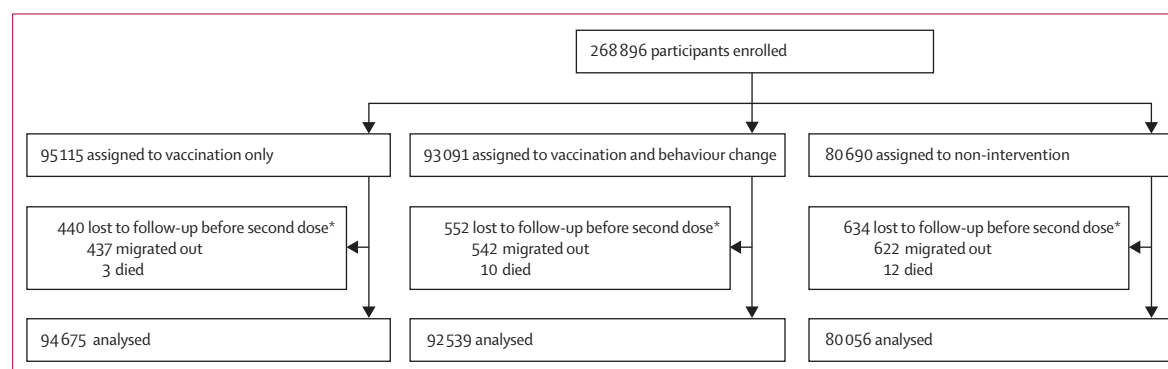 268 896 participants enrolled
95 115 assigned to vaccination only
93 091 assigned to vaccination and behaviour change
80 690 assigned to non-intervention
440 lost to follow-up before second dose*
437 migrated out
3 died
552 lost to follow-up before second dose*
542 migrated out
10 died
634 lost to follow-up before second dose*
622 migrated out
12 died
94 675 analysed
92 539 analysed
80 056 analysed